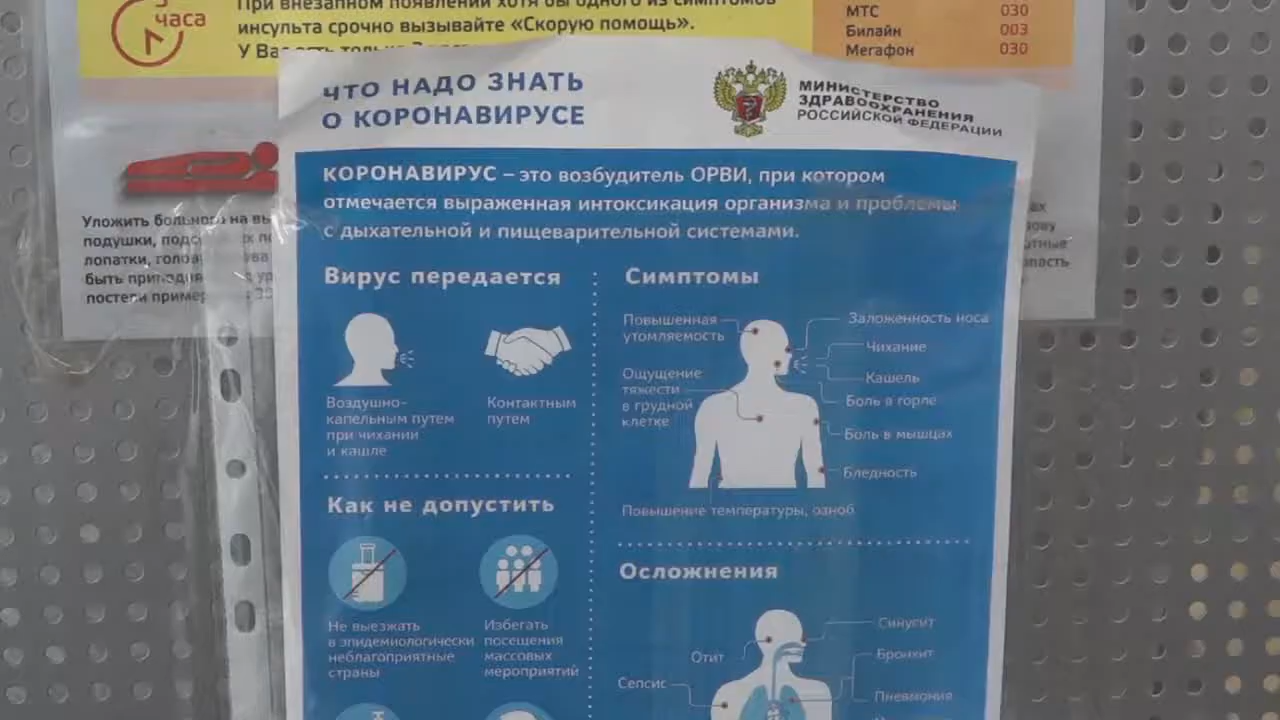 При внезапном появлении хотя бы одного из симптомов
инсульта срочно вызывайте «Скорую помощь».
У Вас есть только
3
часа
МТС 030
Билайн 003
Мегафон 030
ЧТО НАДО ЗНАТЬ
О КОРОНАВИРУСЕ
МИНИСТЕРСТВО
ЗДРАВООХРАНЕНИЯ
РОССИЙСКОЙ ФЕДЕРАЦИИ
КОРОНАВИРУС – это возбудитель ОРВИ, при котором
отмечается выраженная интоксикация организма и проблемы
с дыхательной и пищеварительной системами.
Уложить больного на
подушки,
лопатки,
быть
постели
Вирус передается
Воздушно-
капельным путем
при чихании
и кашле
Контактным
путем
Как не допустить
Не выезжать
в эпидемиологически
неблагоприятные
страны
Избегать
посещения
массовых
мероприятий
Симптомы
Повышенная
утомляемость
Ощущение
тяжести
в грудной
клетке
Заложенность носа
Чихание
Кашель
Боль в горле
Боль в мышцах
Бледность
Повышение температуры, озноб
Осложнения
Отит
Сепсис
Синусит
Бронхит
Пневмония